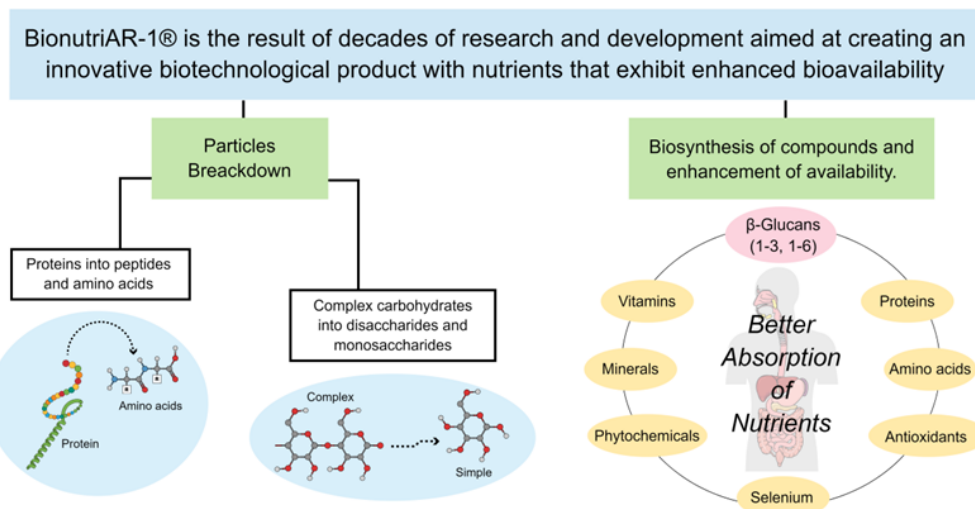 BionutriAR-1® is the result of decades of research and development aimed at creating an
innovative biotechnological product with nutrients that exhibit enhanced bioavailability
Particles
Breackdown
Biosynthesis of compounds and
enhancement of availability.
Proteins into peptides
and amino acids
Complex carbohydrates
into disaccharides and
monosaccharides
Amino acids
Protein
R
R
Complex
Simple
β-Glucans
(1-3, 1-6)
Vitamins
Proteins
Minerals
Amino acids
Phytochemicals
Antioxidants
Selenium
Better
Absorption
of
Nutrients